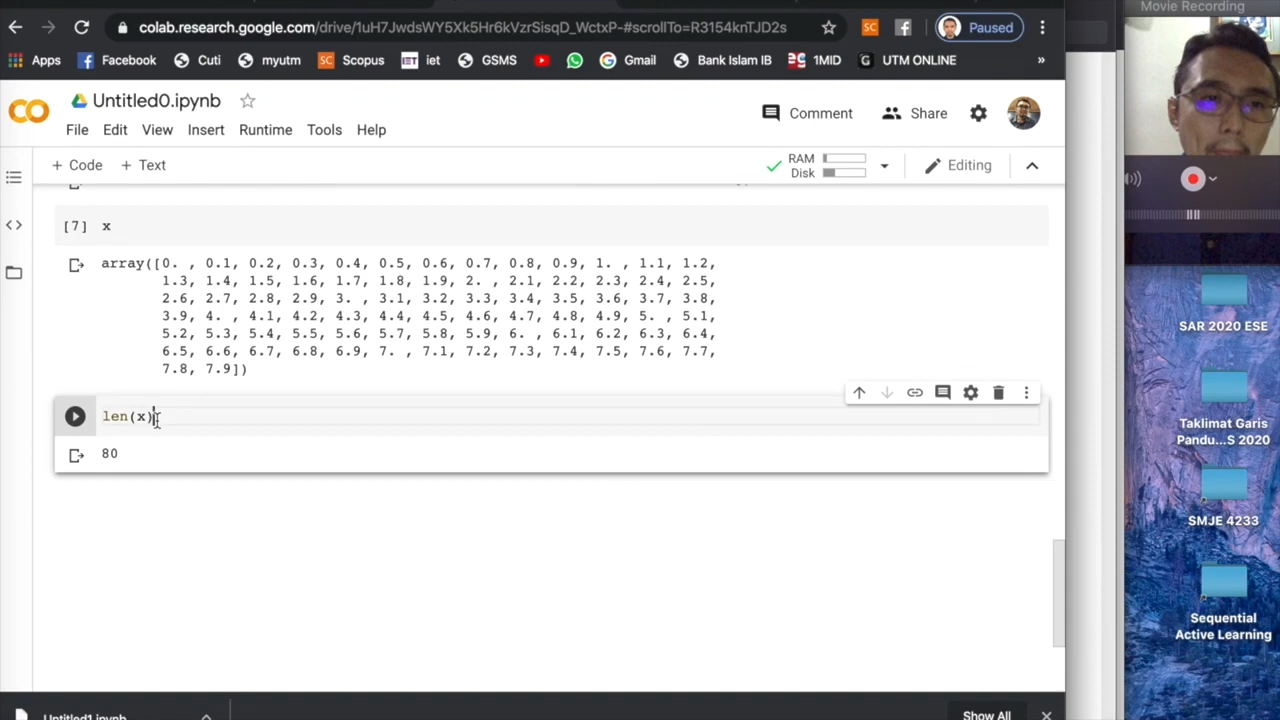 Movie Recording
colab.research.google.com/drive/1uH7JwdsWY5Xk5Hr6kVzrSisqD_WctxP-#scrollTo=R3154knTJD2s
Paused
Apps Facebook Cuti myutm SC Scopus IET iet GSMS WhatsApp Gmail Bank Islam IB 1MID UTM ONLINE »
Untitled0.ipynb
Comment Share
File Edit View Insert Runtime Tools Help
+ Code + Text
RAM
Disk
Editing
[7] x
array([0. , 0.1, 0.2, 0.3, 0.4, 0.5, 0.6, 0.7, 0.8, 0.9, 1. , 1.1, 1.2,
1.3, 1.4, 1.5, 1.6, 1.7, 1.8, 1.9, 2. , 2.1, 2.2, 2.3, 2.4, 2.5,
2.6, 2.7, 2.8, 2.9, 3. , 3.1, 3.2, 3.3, 3.4, 3.5, 3.6, 3.7, 3.8,
3.9, 4. , 4.1, 4.2, 4.3, 4.4, 4.5, 4.6, 4.7, 4.8, 4.9, 5. , 5.1,
5.2, 5.3, 5.4, 5.5, 5.6, 5.7, 5.8, 5.9, 6. , 6.1, 6.2, 6.3, 6.4,
6.5, 6.6, 6.7, 6.8, 6.9, 7. , 7.1, 7.2, 7.3, 7.4, 7.5, 7.6, 7.7,
7.8, 7.9])
len(x)
80
SAR 2020 ESE
Taklimat Garis
Pandu...S 2020
SMJE 4233
Sequential
Active Learning
Untitled1.ipynb
Show All